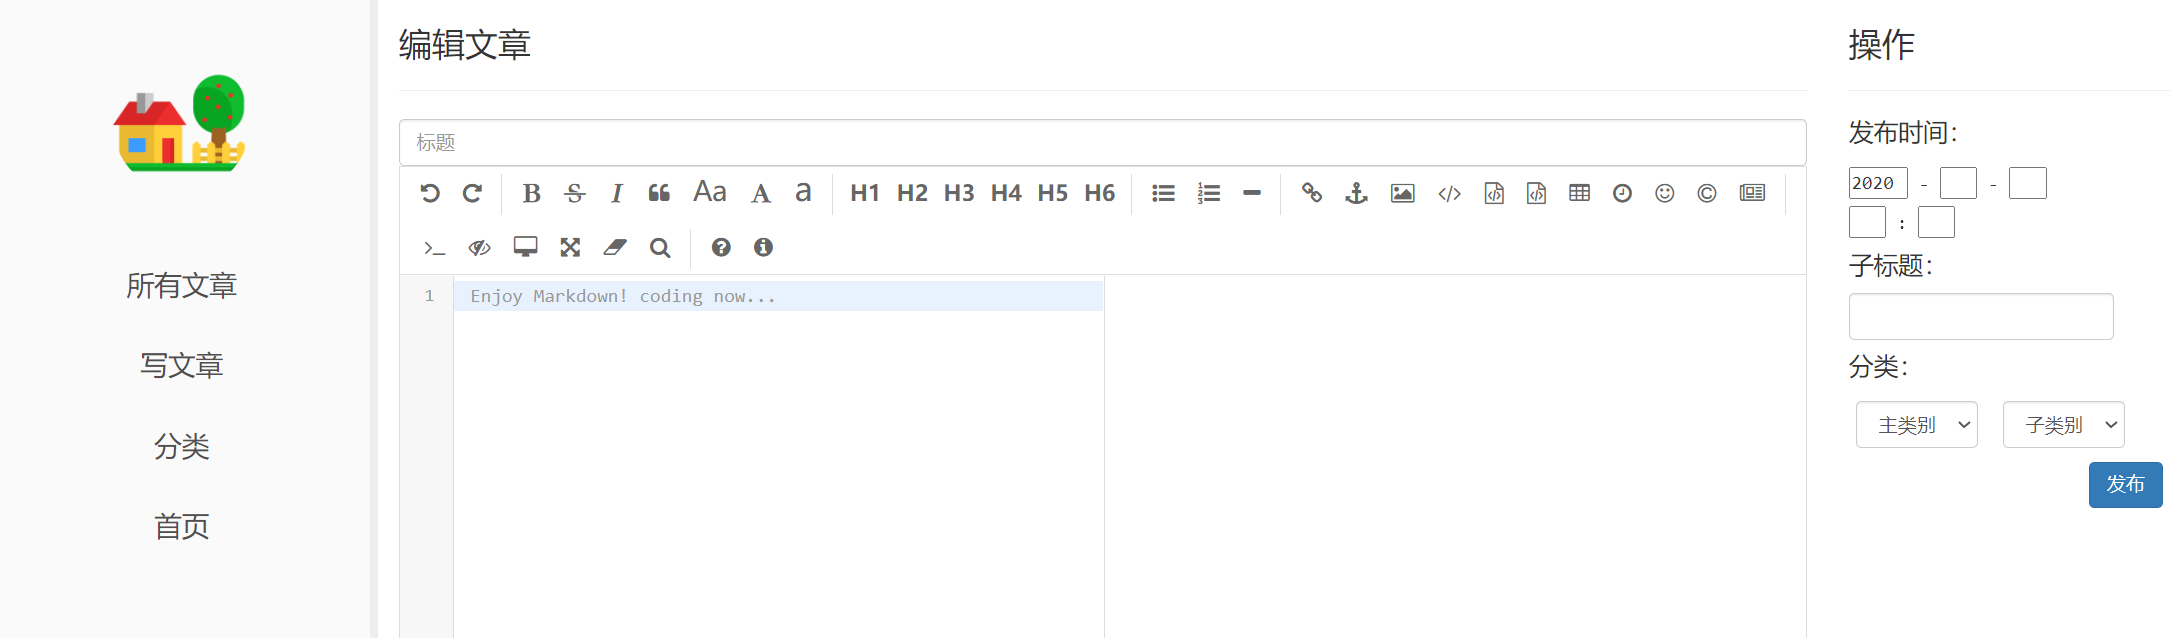 所有文章
写文章
分类
首页
编辑文章
标题
B S I Aa A a H1 H2 H3 H4 H5 H6
1 Enjoy Markdown! coding now...
操作
发布时间:
2020 - -
:
子标题:
分类:
主类别 子类别
发布